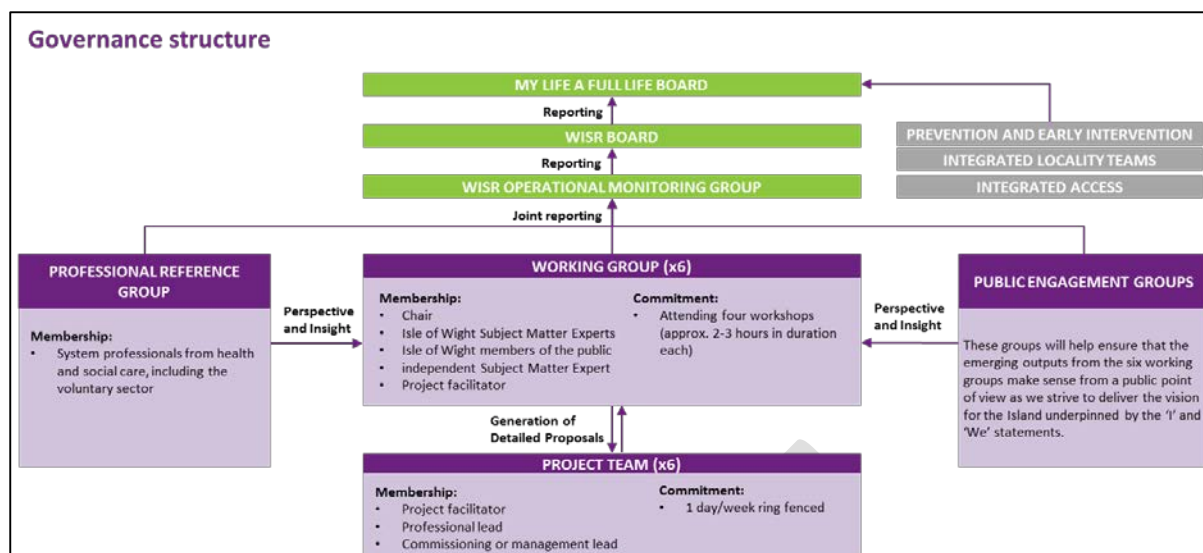 Governance structure
MY LIFE A FULL LIFE BOARD
Reporting
WISR BOARD
Reporting
WISR OPERATIONAL MONITORING GROUP
Joint reporting
PREVENTION AND EARLY INTERVENTION
INTEGRATED LOCALITY TEAMS
INTEGRATED ACCESS
PROFESSIONAL REFERENCE
GROUP
Membership:
• System professionals from health
and social care, including the
voluntary sector
Perspective
and Insight
WORKING GROUP (x6)
Membership:
• Chair
• Isle of Wight Subject Matter Experts
• Isle of Wight members of the public
• independent Subject Matter Expert
• Project facilitator
Commitment:
• Attending four workshops
(approx. 2-3 hours in duration
each)
Perspective
and Insight
PUBLIC ENGAGEMENT GROUPS
These groups will help ensure that the
emerging outputs from the six working
groups make sense from a public point
of view as we strive to deliver the vision
for the Island underpinned by the ‘I’ and
‘We’ statements.
Generation of
Detailed Proposals
PROJECT TEAM (x6)
Membership:
• Project facilitator
• Professional lead
• Commissioning or management lead
Commitment:
• 1 day/week ring fenced